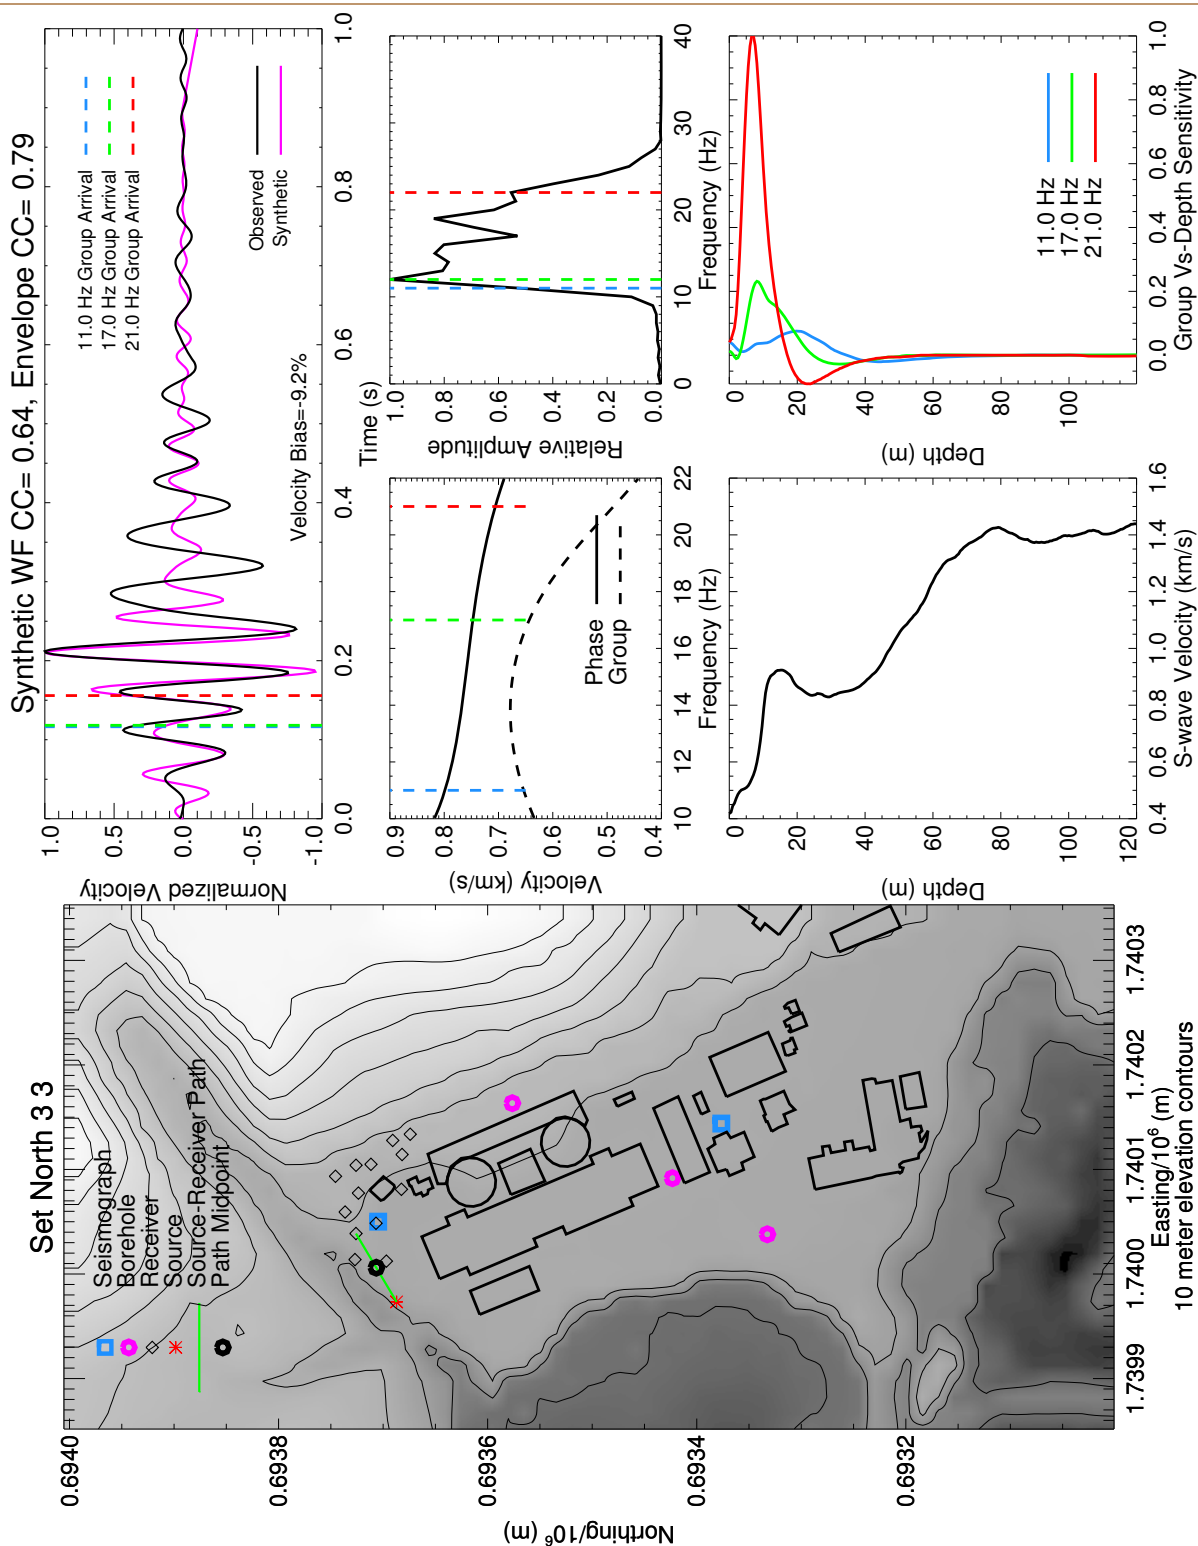 Set North 3 3
Seismograph
Borehole
Receiver
Source
Source-Receiver Path
Path Midpoint
0.6940
0.6938
0.6936
0.6934
0.6932
Northing/10⁶ (m)
1.7399
1.7400
1.7401
1.7402
1.7403
Easting/10⁶ (m)
10 meter elevation contours
Synthetic WF CC= 0.64, Envelope CC= 0.79
1.0
0.5
0.0
-0.5
-1.0
Normalized Velocity
11.0 Hz Group Arrival
17.0 Hz Group Arrival
21.0 Hz Group Arrival
Observed
Synthetic
Velocity Bias=-9.2%
0.0
0.2
0.4
0.6
0.8
1.0
Time (s)
0.9
0.8
0.7
0.6
0.5
0.4
Velocity (km/s)
Phase
Group
10
12
14
16
18
20
22
Frequency (Hz)
1.0
0.8
0.6
0.4
0.2
0.0
Relative Amplitude
0
10
20
30
40
Frequency (Hz)
0
20
40
60
80
100
120
Depth (m)
0.4
0.6
0.8
1.0
1.2
1.4
1.6
S-wave Velocity (km/s)
0
20
40
60
80
100
Depth (m)
11.0 Hz
17.0 Hz
21.0 Hz
0.0
0.2
0.4
0.6
0.8
1.0
Group Vs-Depth Sensitivity